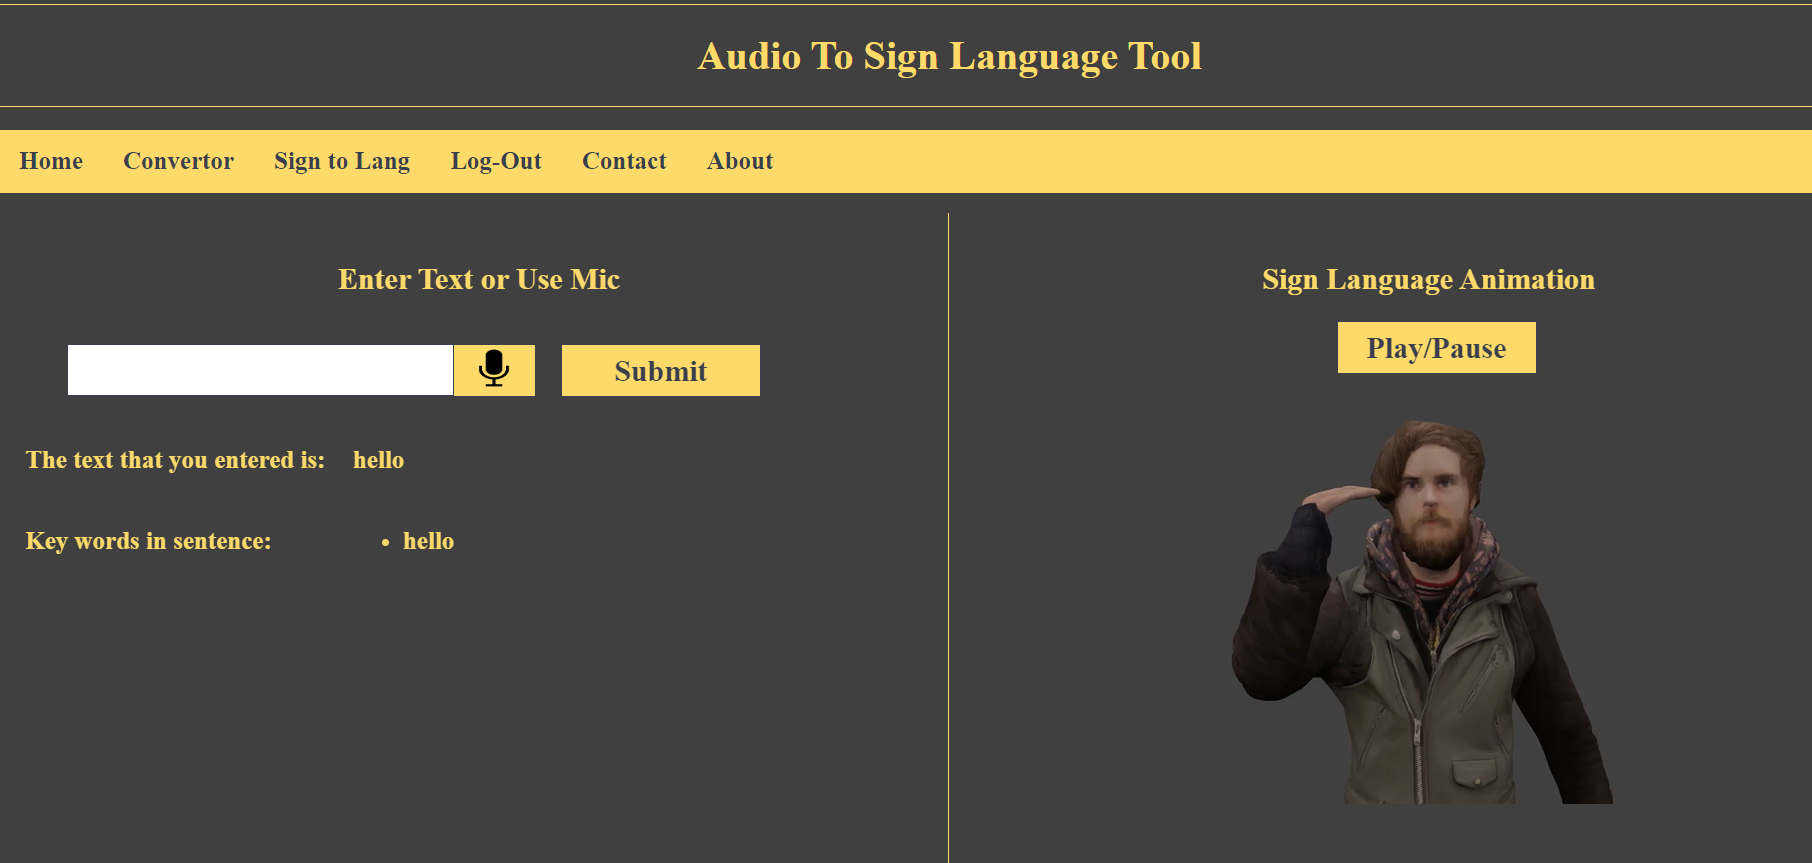 Audio To Sign Language Tool
Home Convertor Sign to Lang Log-Out Contact About
Enter Text or Use Mic
Submit
The text that you entered is: hello
Key words in sentence: • hello
Sign Language Animation
Play/Pause